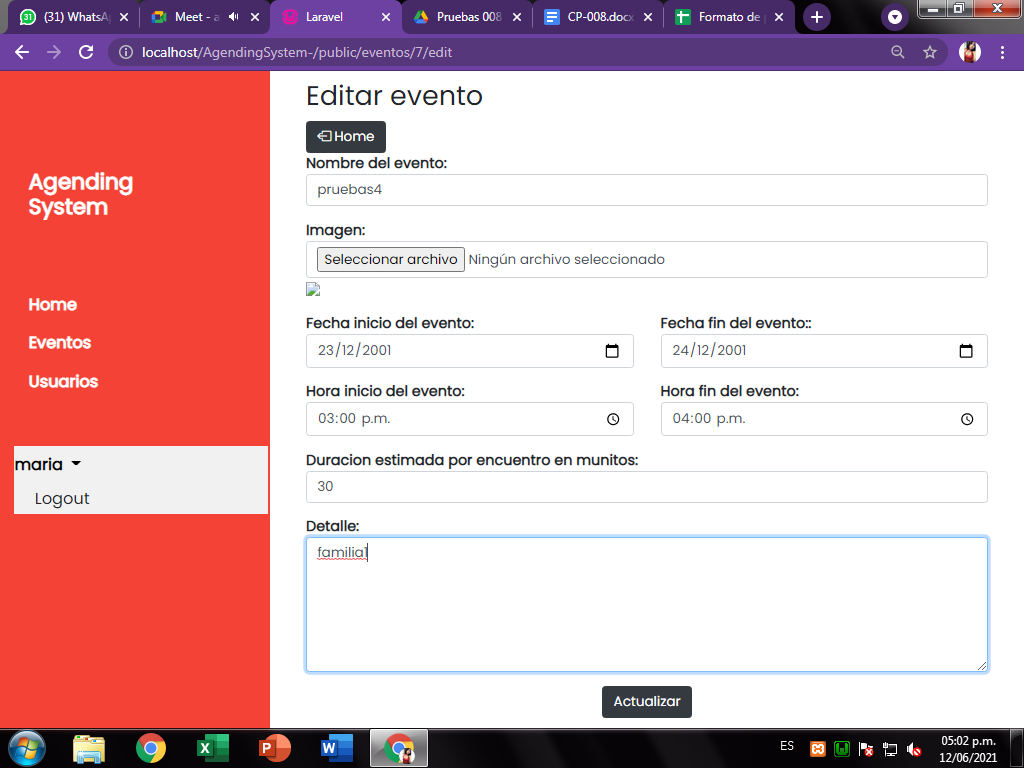 (31) WhatsA
Meet - a
Laravel
Pruebas 008
CP-008.docx
Formato de
localhost/AgendingSystem-/public/eventos/7/edit
Agending
System
Home
Eventos
Usuarios
maria
Logout
Editar evento
Home
Nombre del evento:
pruebas4
Imagen:
Seleccionar archivo Ningún archivo seleccionado
Fecha inicio del evento: Fecha fin del evento::
23/12/2001 24/12/2001
Hora inicio del evento: Hora fin del evento:
03:00 p.m. 04:00 p.m.
Duracion estimada por encuentro en munitos:
30
Detalle:
familia1
Actualizar
ES
05:02 p.m.
12/06/2021